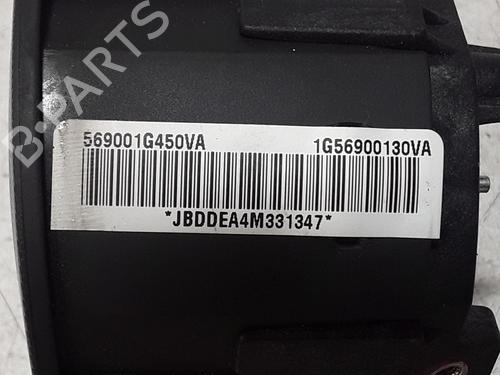 B-PARTS
569001G450VA 1G56900130VA
*JBDDEA4M331347*